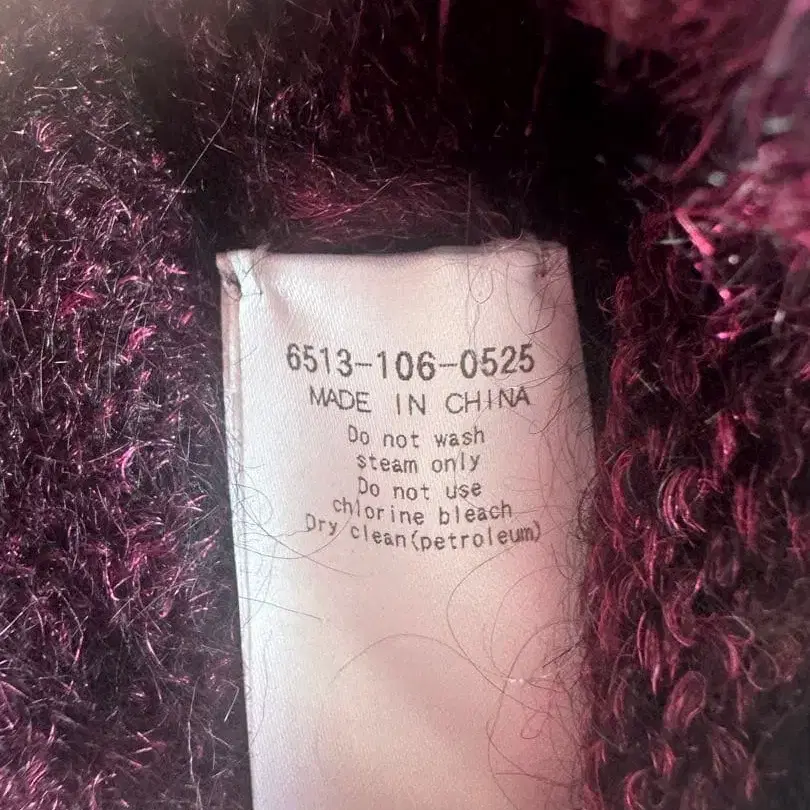 6513-106-0525
MADE IN CHINA
Do not wash
steam only
Do not use
chlorine bleach
Dry clean(petroleum)